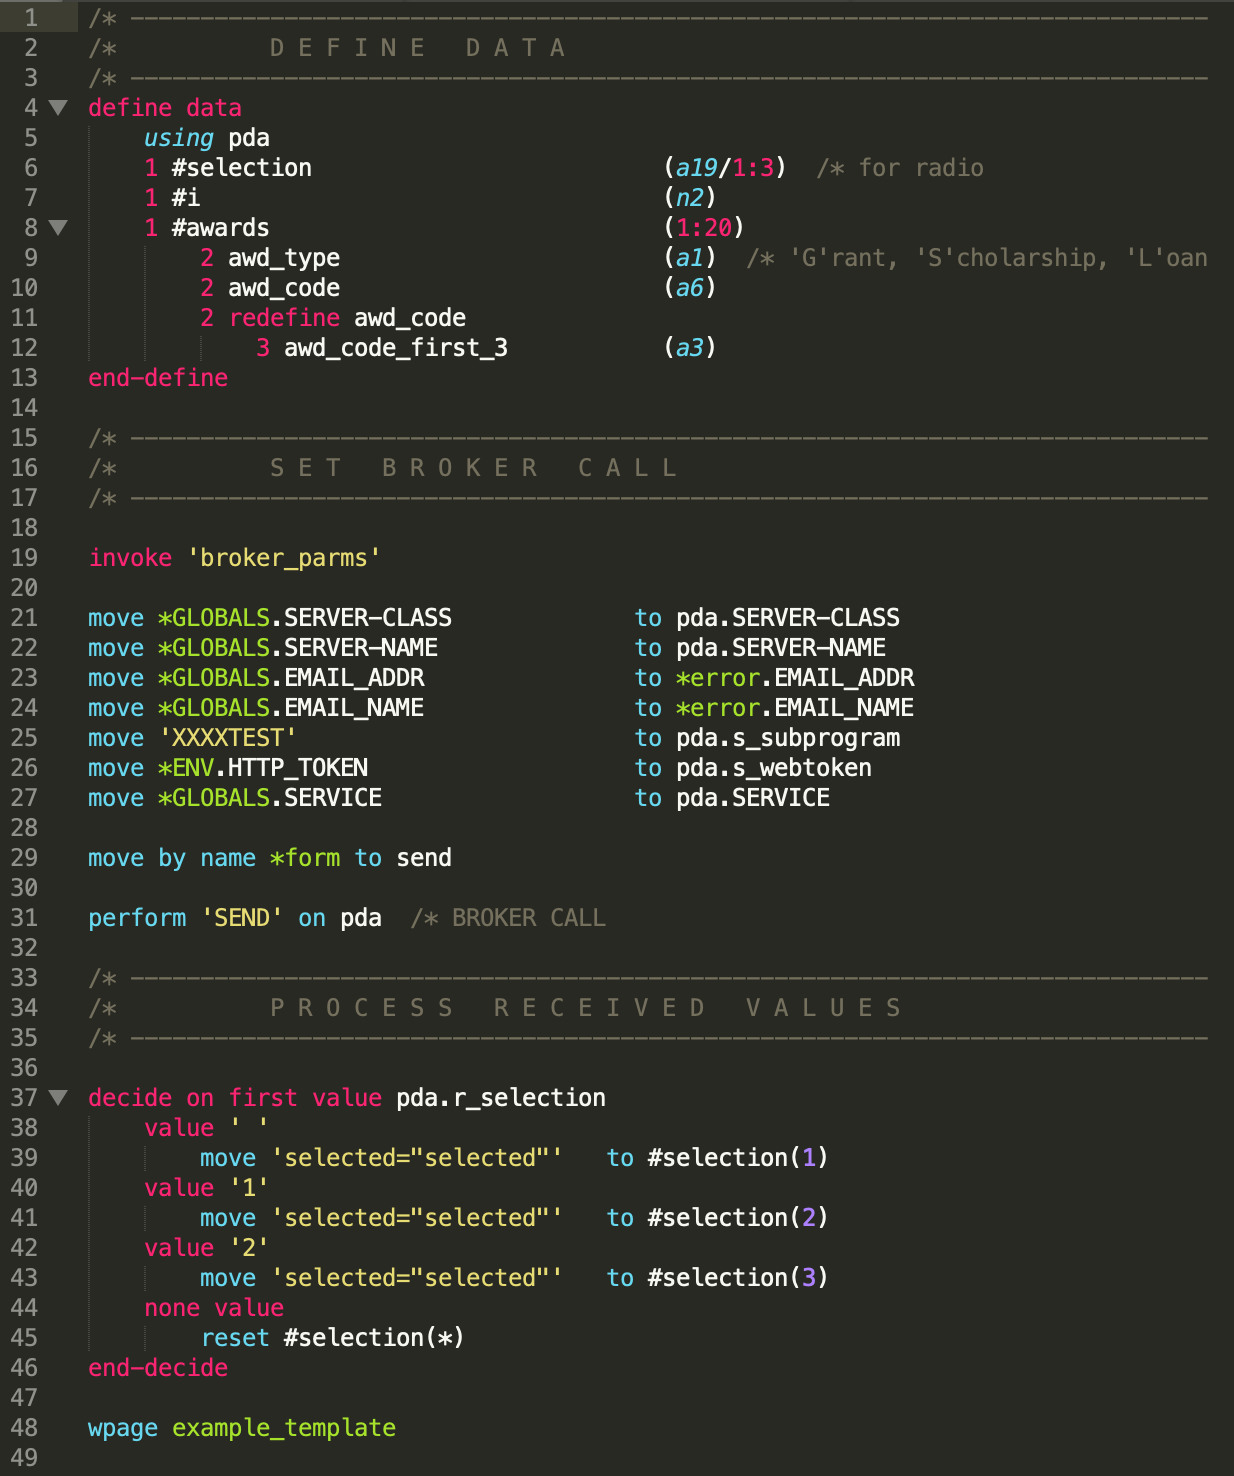 1 /* -----------------------------------------------------------------------------
2 /*           D E F I N E   D A T A
3 /* -----------------------------------------------------------------------------
4 define data
5     using pda
6     1 #selection                         (a19/1:3)  /* for radio
7     1 #i                                 (n2)
8     1 #awards                            (1:20)
9         2 awd_type                       (a1)  /* 'G'rant, 'S'cholarship, 'L'oan
10         2 awd_code                       (a6)
11         2 redefine awd_code
12             3 awd_code_first_3           (a3)
13 end-define
14
15 /* -----------------------------------------------------------------------------
16 /*           S E T   B R O K E R   C A L L
17 /* -----------------------------------------------------------------------------
18
19 invoke 'broker_parms'
20
21 move *GLOBALS.SERVER-CLASS             to pda.SERVER-CLASS
22 move *GLOBALS.SERVER-NAME              to pda.SERVER-NAME
23 move *GLOBALS.EMAIL_ADDR               to *error.EMAIL_ADDR
24 move *GLOBALS.EMAIL_NAME               to *error.EMAIL_NAME
25 move 'XXXXTEST'                        to pda.s_subprogram
26 move *ENV.HTTP_TOKEN                   to pda.s_webtoken
27 move *GLOBALS.SERVICE                  to pda.SERVICE
28
29 move by name *form to send
30
31 perform 'SEND' on pda  /* BROKER CALL
32
33 /* -----------------------------------------------------------------------------
34 /*           P R O C E S S   R E C E I V E D   V A L U E S
35 /* -----------------------------------------------------------------------------
36
37 decide on first value pda.r_selection
38     value ' '
39         move 'selected="selected"'   to #selection(1)
40     value '1'
41         move 'selected="selected"'   to #selection(2)
42     value '2'
43         move 'selected="selected"'   to #selection(3)
44     none value
45         reset #selection(*)
46 end-decide
47
48 wpage example_template
49